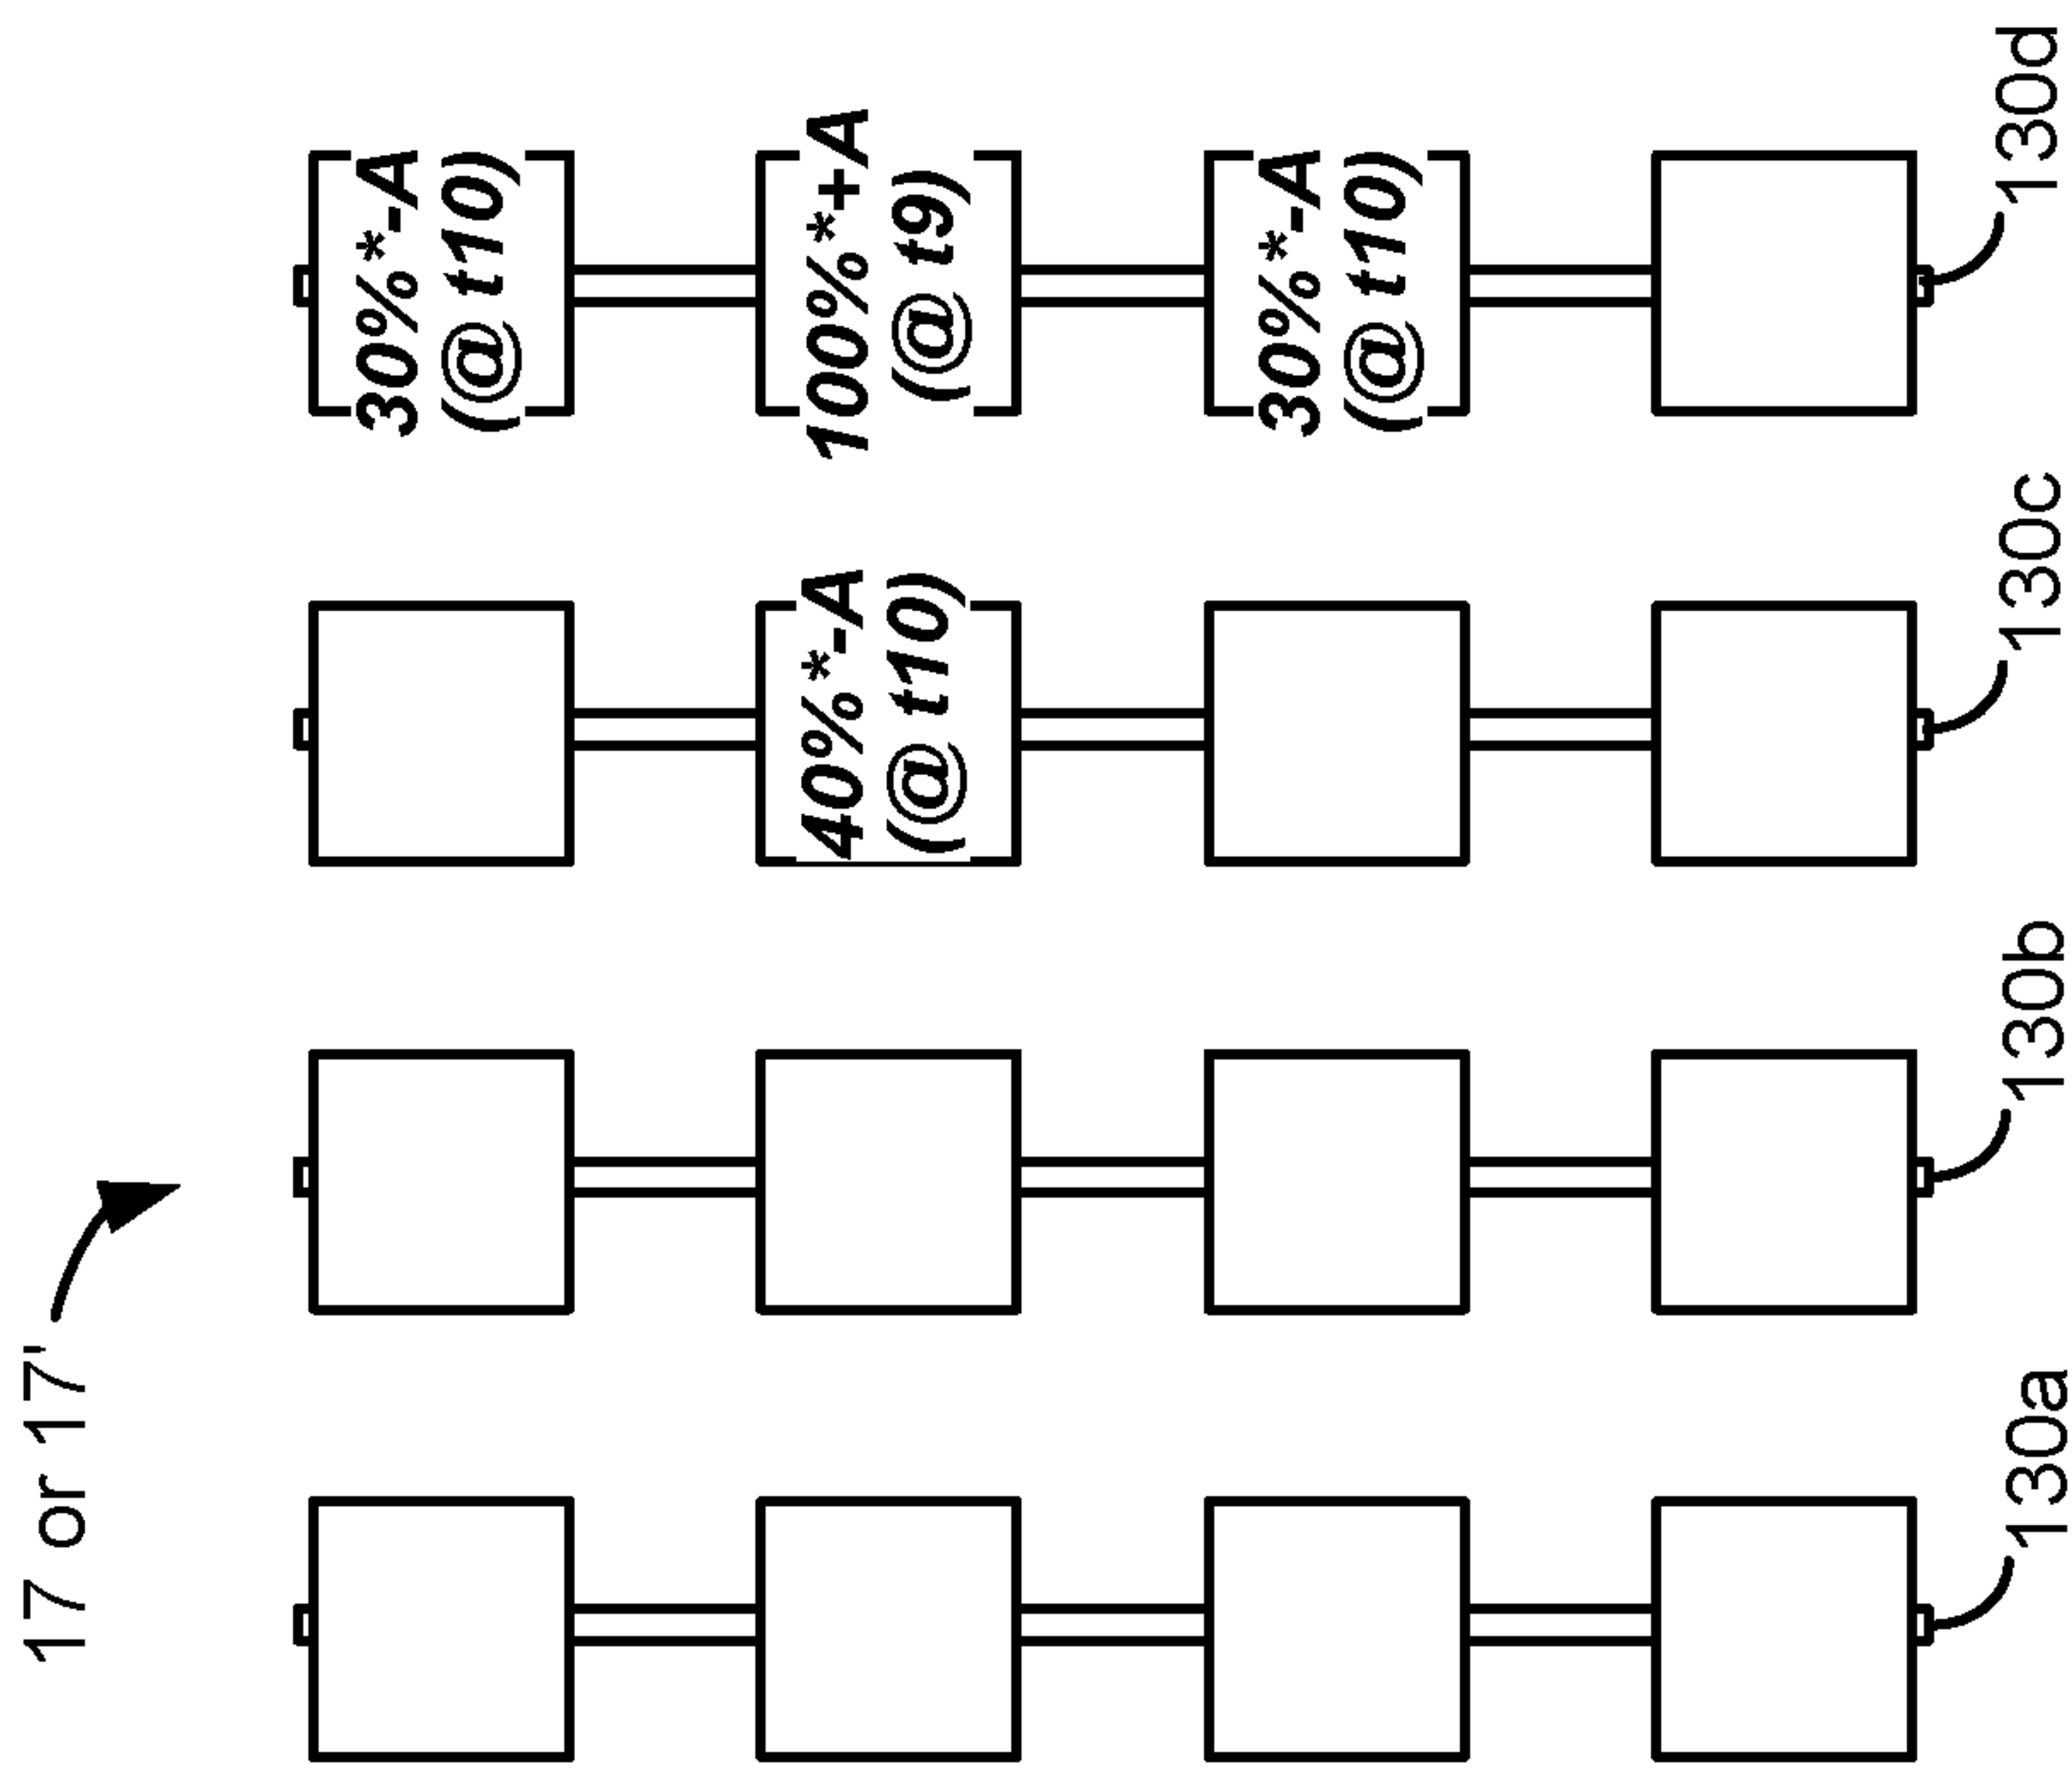 17 or 17'
30%*-A
(@ t10)
40%*-A
(@ t10)
100%*+A
(@ t9)
30%*-A
(@ t10)
130a
130b
130c
130d